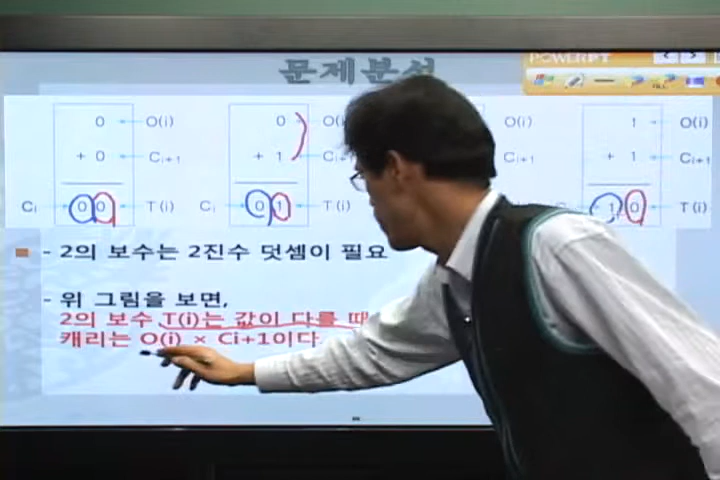 문제분석
POWERPT
0 O(i) 0 O(i) 1 O(i)
+ 0 Ci+1 + 1 Ci+1 + 1 Ci+1
Ci 0 0 T(i) Ci 0 1 T(i) 1 0 T(i)
- 2의 보수는 2진수 덧셈이 필요
- 위 그림을 보면,
2의 보수 T(i)는 값이 다를 때
캐리는 O(i) × Ci+1이다.